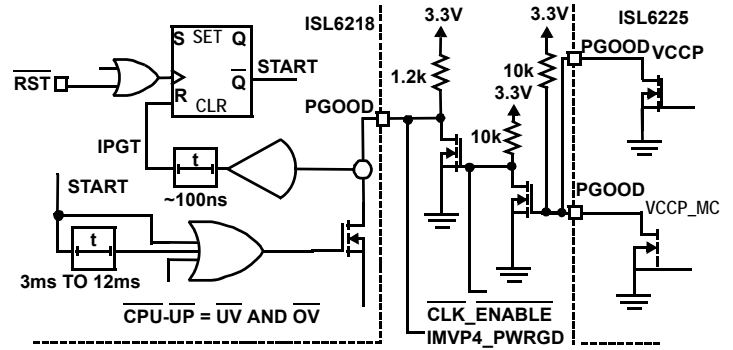 ISL6218
3.3V
3.3V
ISL6225
S SET Q
PGOOD VCCP
RST
Q
START
1.2k
10k
3.3V
R
CLR
PGOOD
IPGT
10k
t
START
~100ns
PGOOD
VCCP_MC
t
3ms TO 12ms
CPU-UP = UV AND OV
CLK_ENABLE
IMVP4_PWRGD